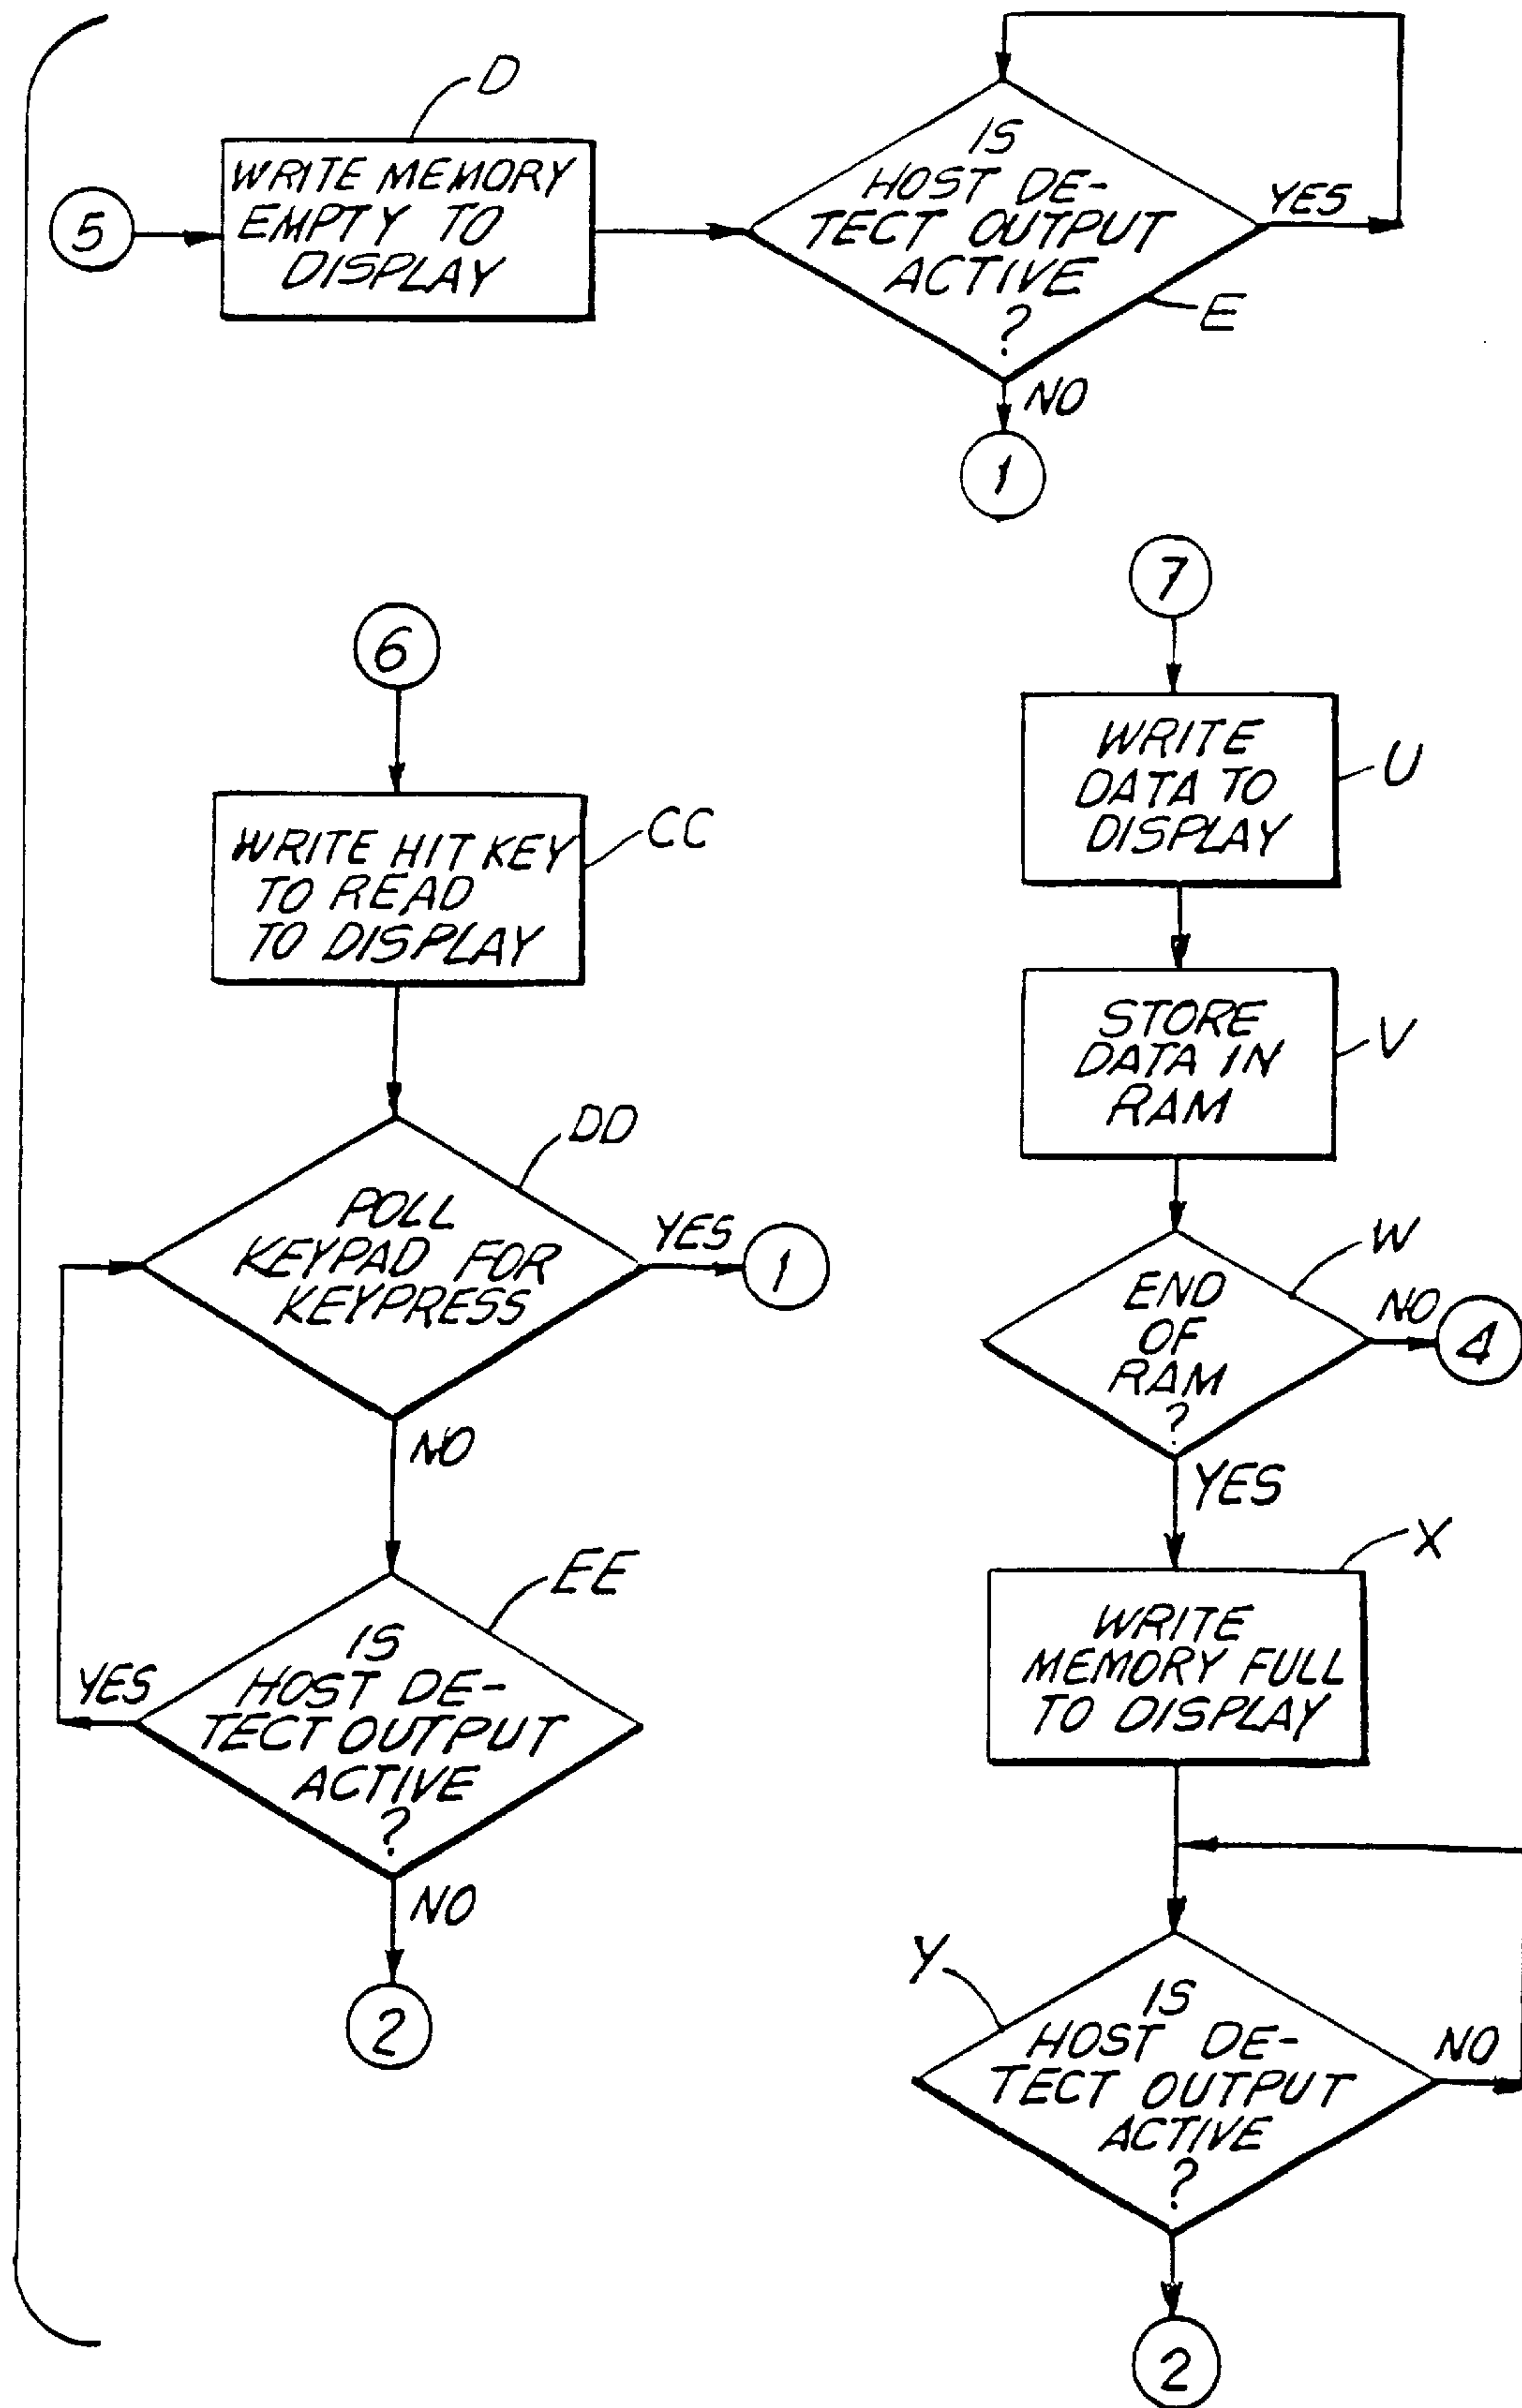 D
5
WRITE MEMORY
EMPTY TO
DISPLAY
IS
HOST DE-
TECT OUTPUT
ACTIVE
?
YES
E
NO
1
6
WRITE HIT KEY
TO READ
TO DISPLAY
CC
POLL
KEYPAD FOR
KEYPRESS
DD
YES
1
NO
IS
HOST DE-
TECT OUTPUT
ACTIVE
?
EE
YES
NO
2
7
WRITE
DATA TO
DISPLAY
U
STORE
DATA IN
RAM
V
END
OF
RAM
?
W
NO
4
YES
WRITE
MEMORY FULL
TO DISPLAY
X
Y
IS
HOST DE-
TECT OUTPUT
ACTIVE
?
NO
2